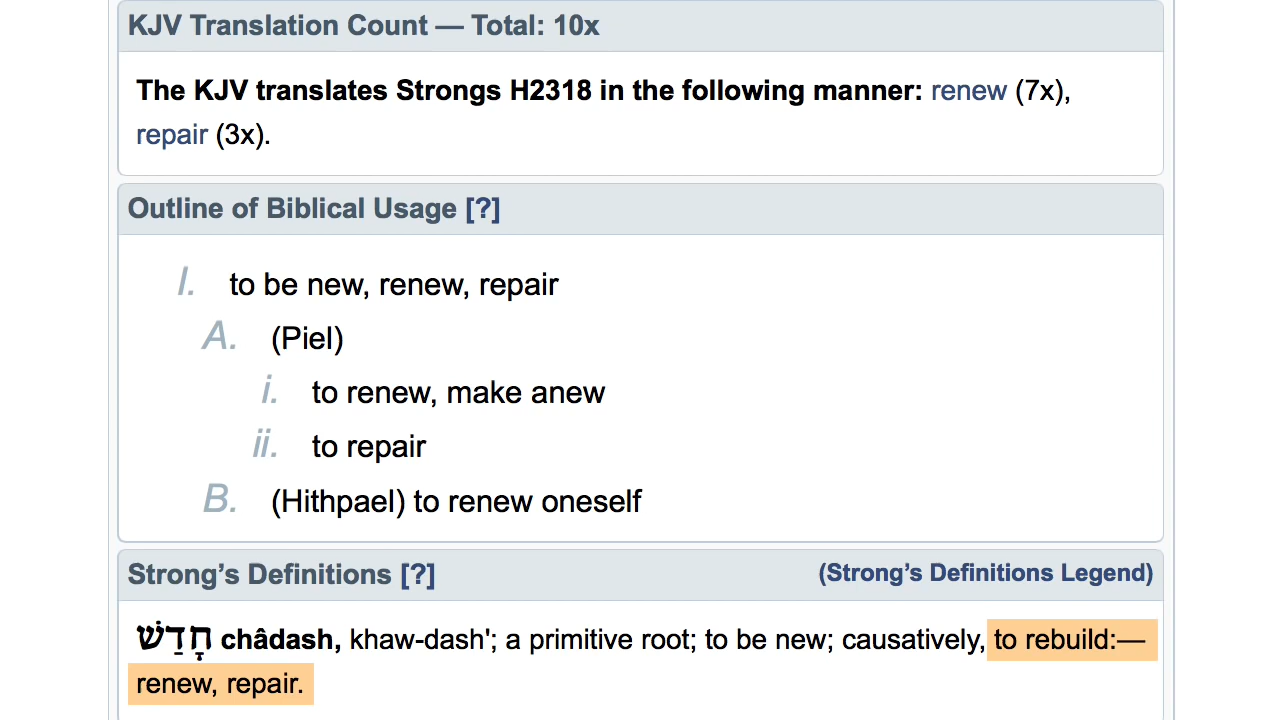 KJV Translation Count — Total: 10x
The KJV translates Strongs H2318 in the following manner: renew (7x),
repair (3x).
Outline of Biblical Usage [?]
I. to be new, renew, repair
A. (Piel)
i. to renew, make anew
ii. to repair
B. (Hithpael) to renew oneself
Strong’s Definitions [?] (Strong’s Definitions Legend)
חָדַשׁ châdash, khaw-dash'; a primitive root; to be new; causatively, to rebuild:—
renew, repair.